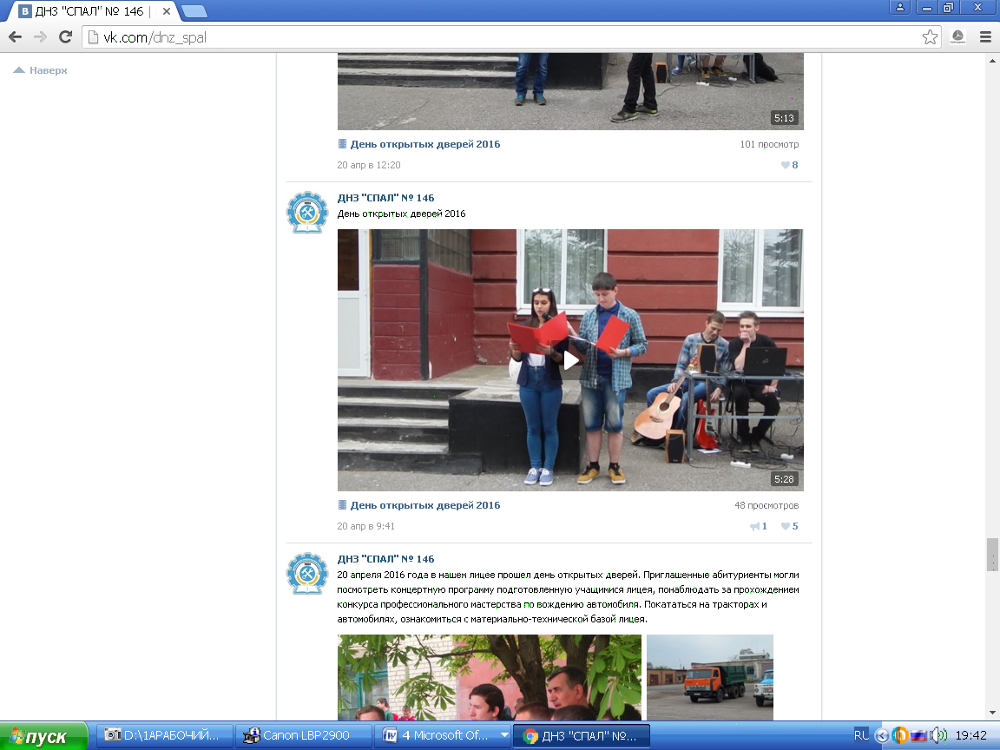 ДНЗ "СПАЛ" № 146 |
vk.com/dnz_spal
Наверх
5:13
День открытых дверей 2016
101 просмотр
20 апр в 12:20
8
ДНЗ "СПАЛ" № 146
День открытых дверей 2016
5:28
День открытых дверей 2016
48 просмотров
20 апр в 9:41
1
5
ДНЗ "СПАЛ" № 146
20 апреля 2016 года в нашем лицее прошел день открытых дверей. Приглашенные абитуриенты могли
посмотреть концертную программу подготовленную учащимися лицея, понаблюдать за прохождением
конкурса профессионального мастерства по вождению автомобиля. Покататься на тракторах и
автомобилях, ознакомиться с материально-технической базой лицея.
пуск
D:\1АРАБОЧИЙ...
Canon LBP2900
4 Microsoft Of...
ДНЗ "СПАЛ" №...
RU
19:42